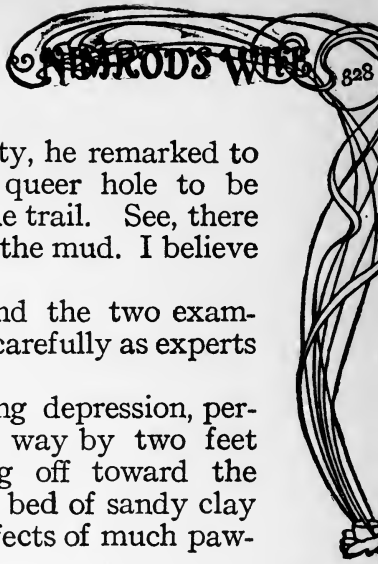 NIMROD'S WIFE 828
ty, he remarked to
queer hole to be
e trail. See, there
the mud. I believe
nd the two exam-
carefully as experts
ng depression, per-
way by two feet
g off toward the
bed of sandy clay
fects of much paw-